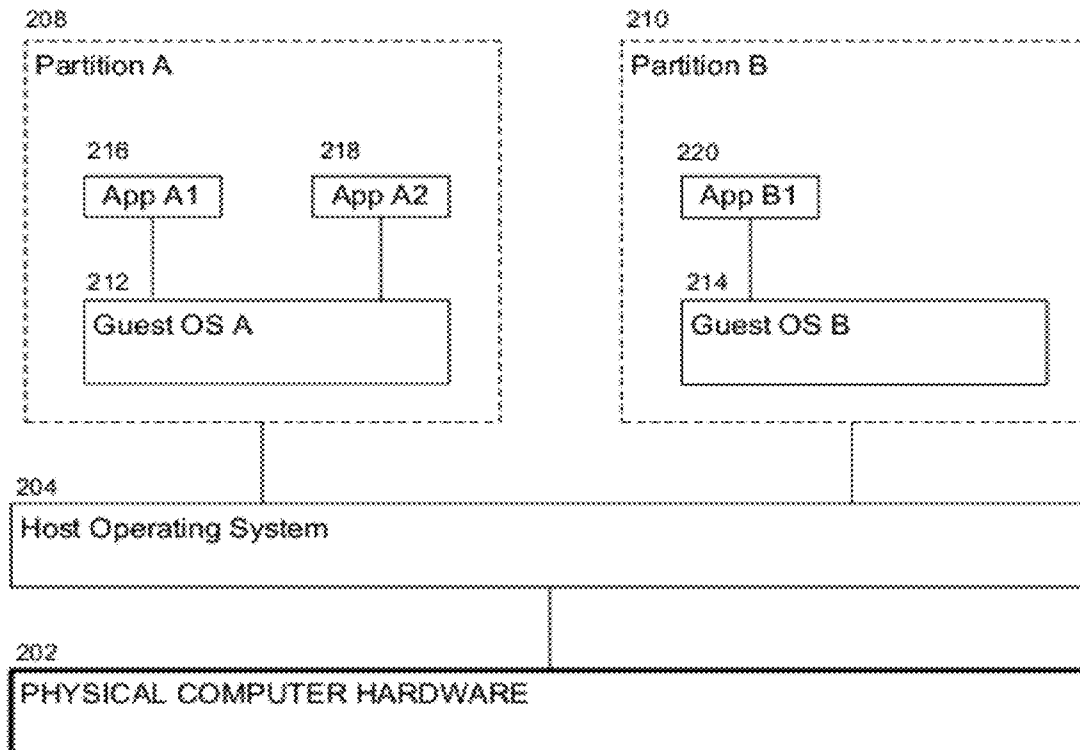 208
210
Partition A
Partition B
216
218
220
App A1
App A2
App B1
212
214
Guest OS A
Guest OS B
204
Host Operating System
202
PHYSICAL COMPUTER HARDWARE